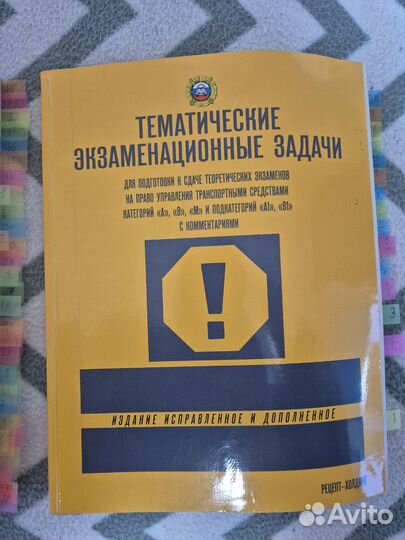 ТЕМАТИЧЕСКИЕ
ЭКЗАМЕНАЦИОННЫЕ ЗАДАЧИ
ДЛЯ ПОДГОТОВКИ К СДАЧЕ ТЕОРЕТИЧЕСКИХ ЭКЗАМЕНОВ
НА ПРАВО УПРАВЛЕНИЯ ТРАНСПОРТНЫМИ СРЕДСТВАМИ
КАТЕГОРИЙ «А», «В», «М» И ПОДКАТЕГОРИЙ «А1», «В1»
С КОММЕНТАРИЯМИ
!
ИЗДАНИЕ ИСПРАВЛЕННОЕ И ДОПОЛНЕННОЕ
РЕЦЕПТ-ХОЛДИНГ
Avito